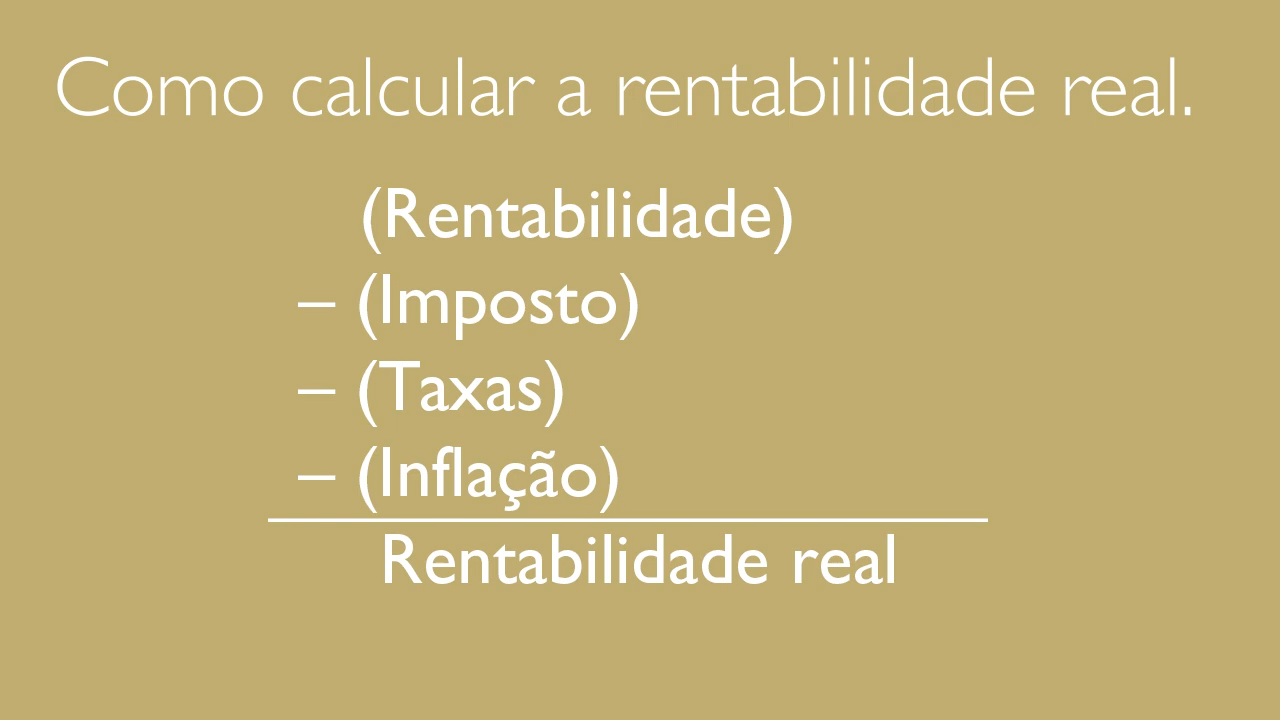 Como calcular a rentabilidade real.
(Rentabilidade)
– (Imposto)
– (Taxas)
– (Inflação)
Rentabilidade real